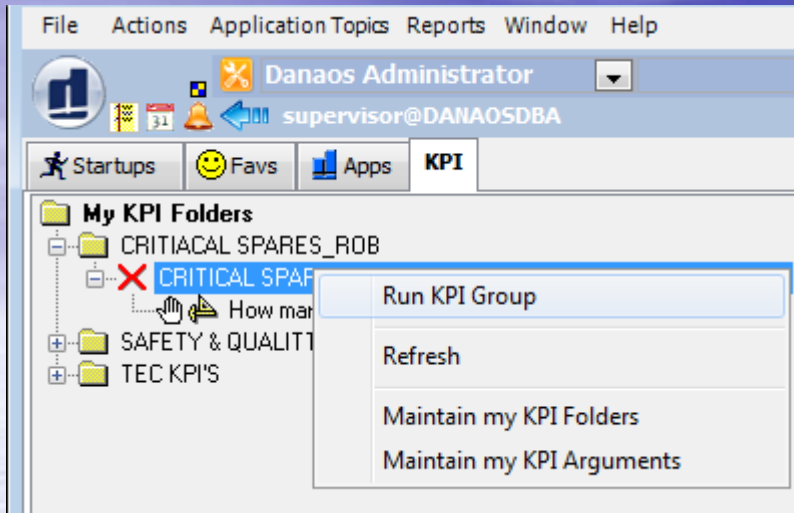 File Actions Application Topics Reports Window Help
Danaos Administrator
31 supervisor@DANAOSDBA
Startups Favs Apps KPI
My KPI Folders
CRITIACAL SPARES_ROB
CRITICAL SPAR
Run KPI Group
How mar
SAFETY & QUALITT
Refresh
TEC KPI'S
Maintain my KPI Folders
Maintain my KPI Arguments